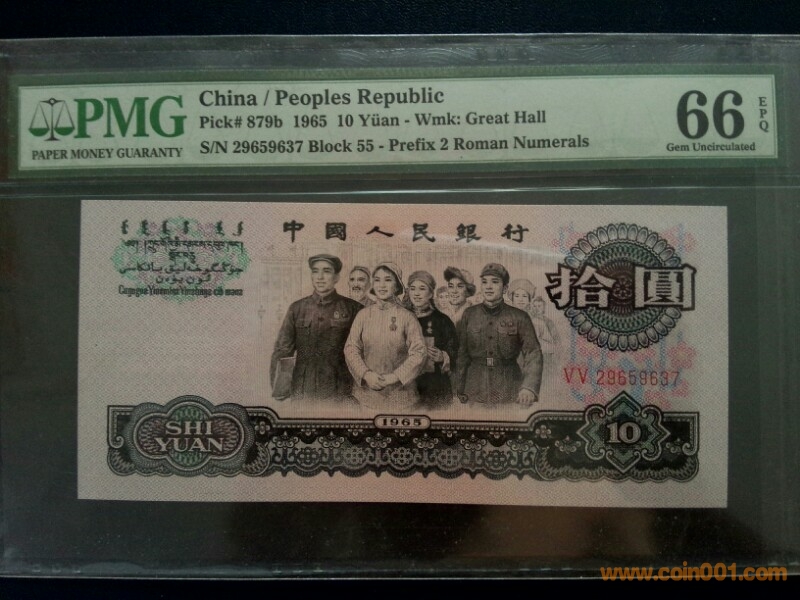 PMG
PAPER MONEY GUARANTY
China / Peoples Republic
Pick# 879b 1965 10 Yüan - Wmk: Great Hall
S/N 29659637 Block 55 - Prefix 2 Roman Numerals
66
EPQ
Gem Uncirculated
中國人民銀行
拾圓
VV 29659637
1965
SHI
YUAN
10
www.coin001.com